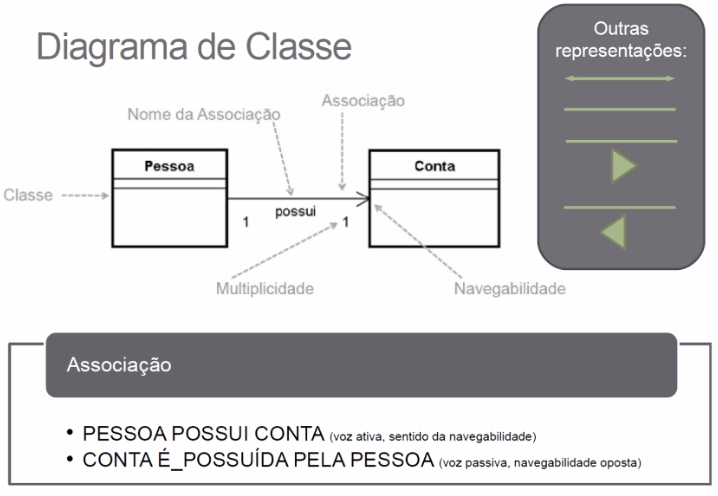 Diagrama de Classe
Outras
representações:
Associação
Nome da Associação
Pessoa
Conta
Classe
possui
1
1
Multiplicidade
Navegabilidade
Associação
• PESSOA POSSUI CONTA (voz ativa, sentido da navegabilidade)
• CONTA É_POSSUÍDA PELA PESSOA (voz passiva, navegabilidade oposta)